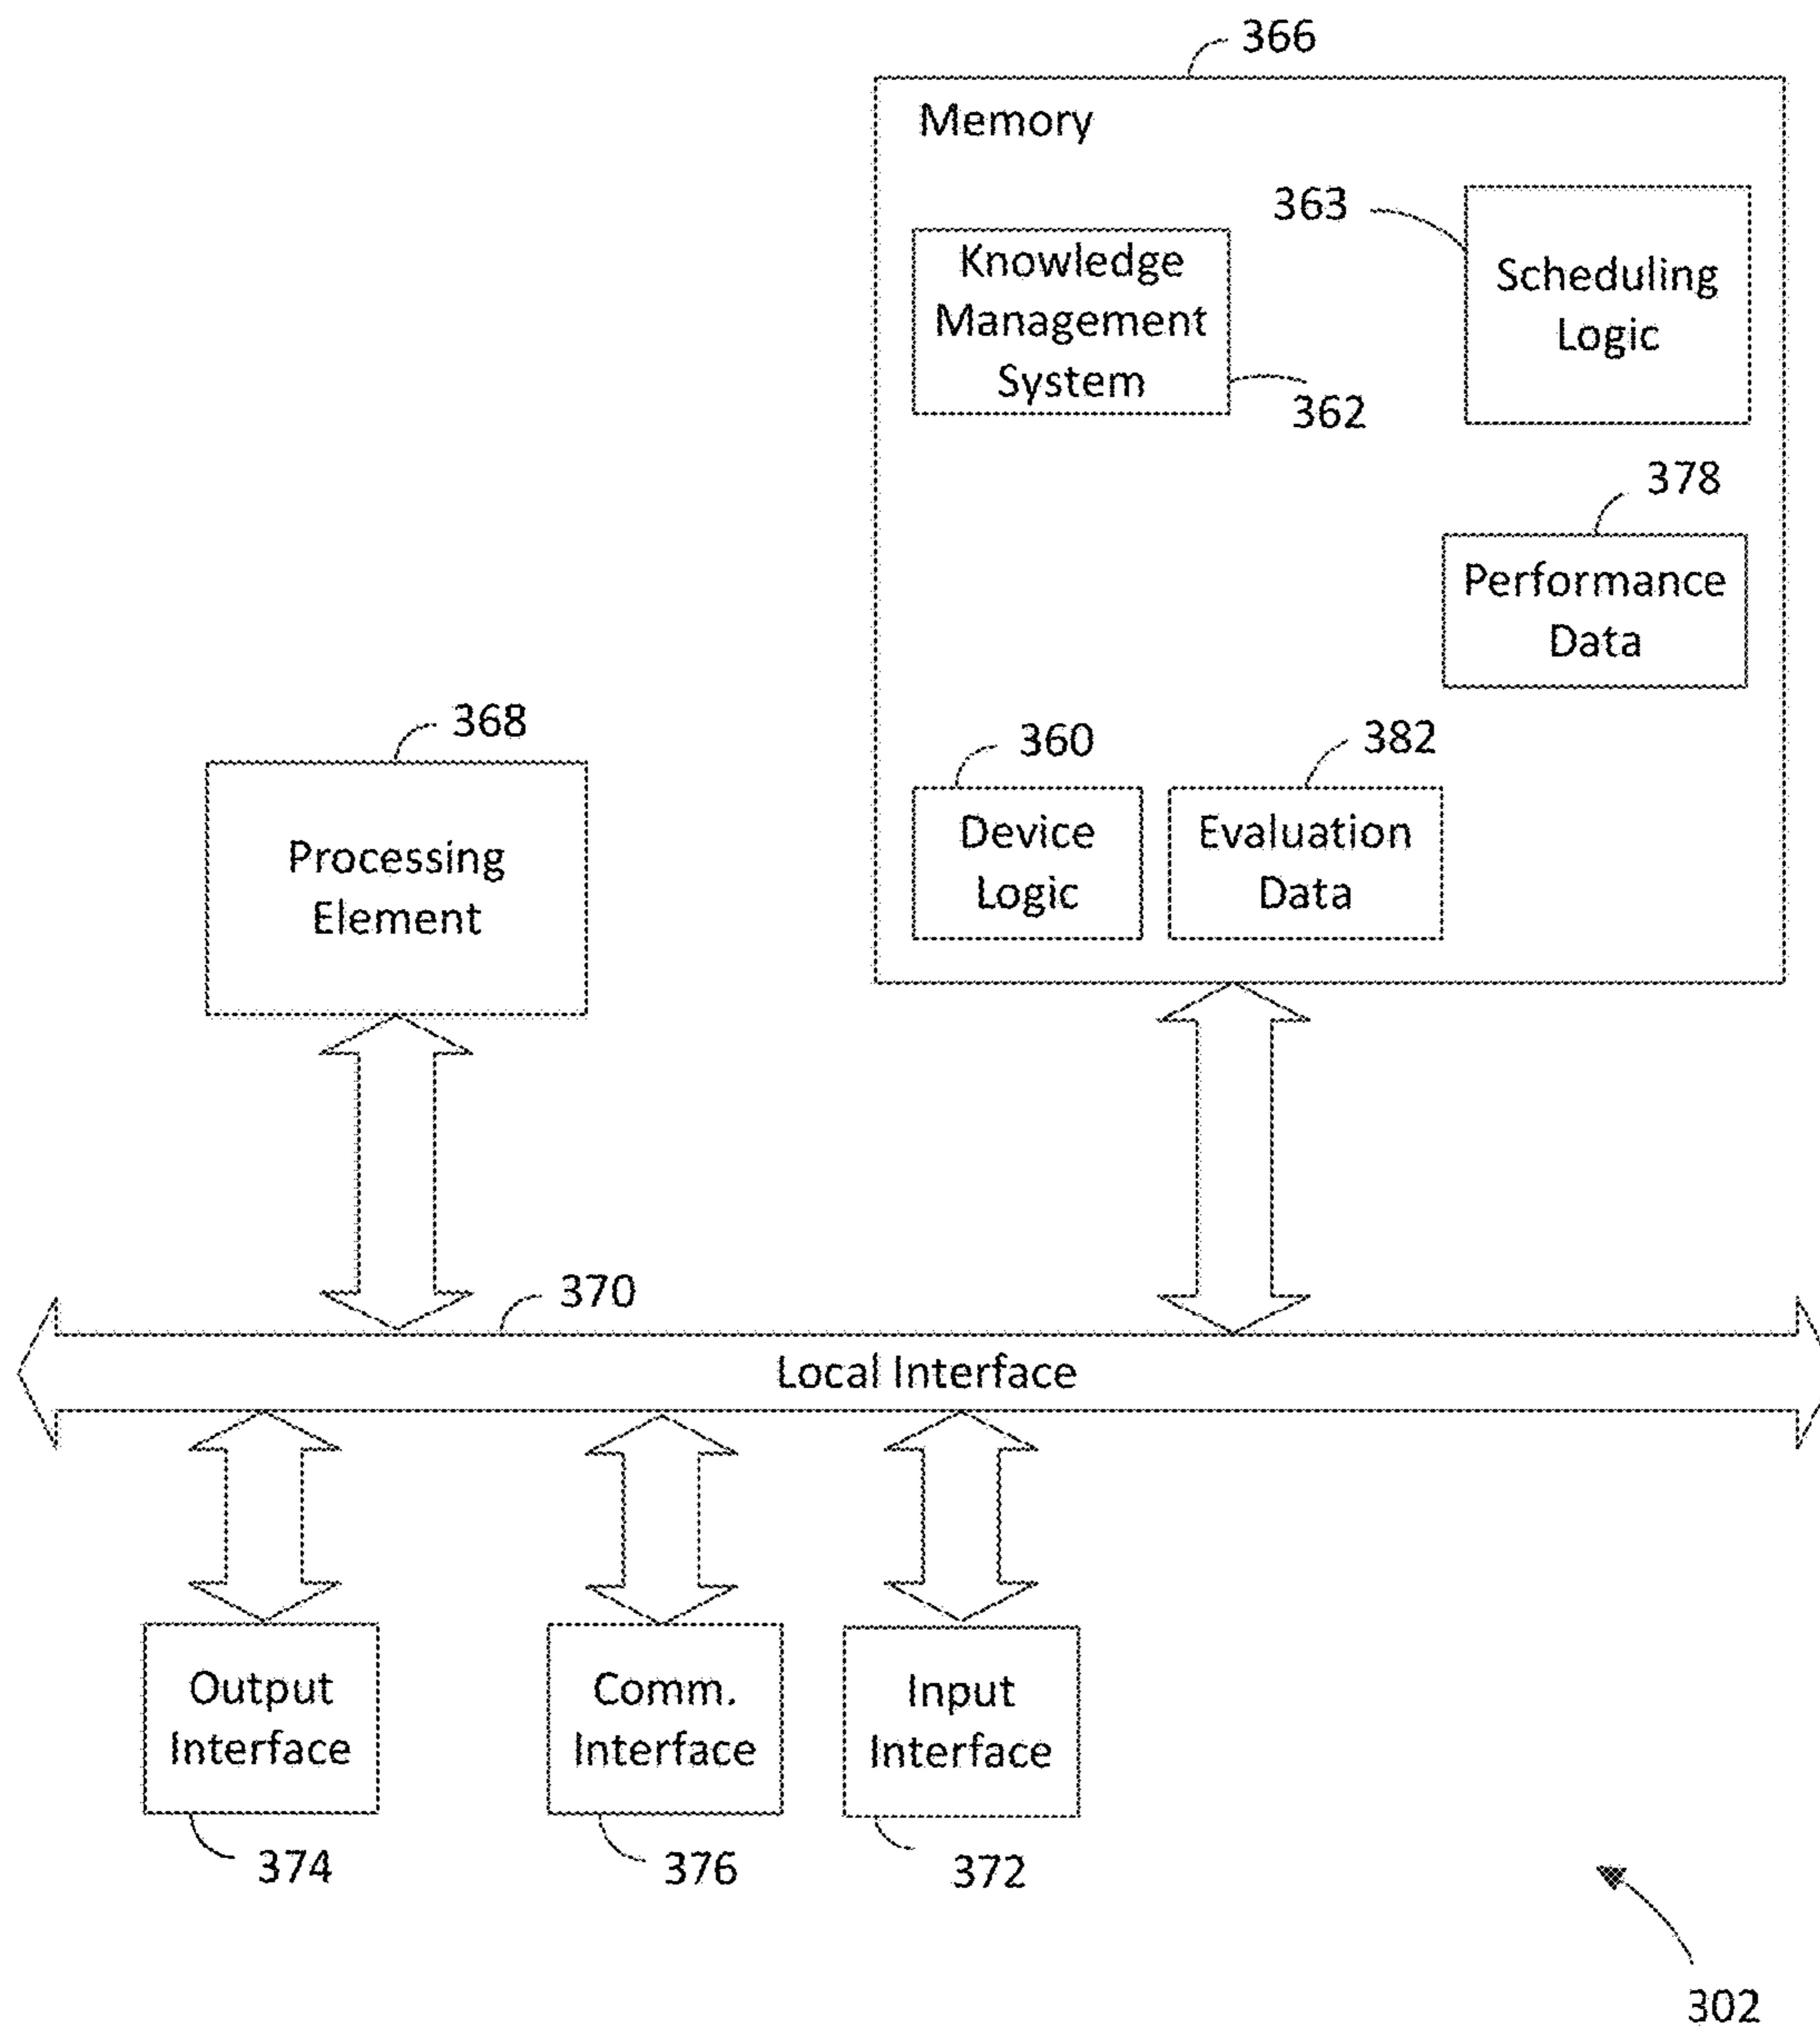 366
Memory
363
Knowledge
Management
System
362
Scheduling
Logic
378
Performance
Data
368
Processing
Element
360
Device
Logic
382
Evaluation
Data
370
Local Interface
Output
Interface
374
Comm.
Interface
376
Input
Interface
372
302